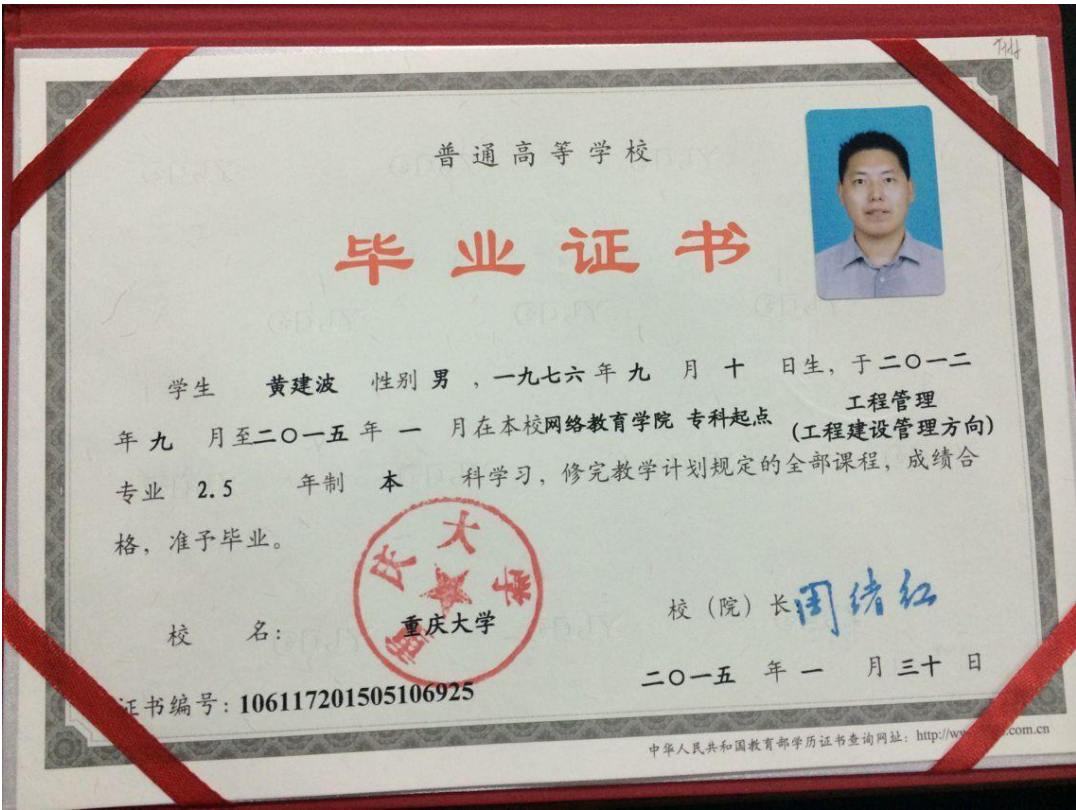 普通高等学校
毕业证书
学生 黄建波 性别 男 ，一九七六 年 九 月 十 日生，于 二〇一二
年 九 月至 二〇一五 年 一 月在本校 网络教育学院 专科起点 工程管理
(工程建设管理方向)
专业 2.5 年制 本 科学习，修完教学计划规定的全部课程，成绩合
格，准予毕业。
重庆大学
校 名：重庆大学
校（院）长 周绪红
二〇一五 年 一 月 三十 日
证书编号：106117201505106925
中华人民共和国教育部学历证书查询网址：http://ww .com.cn